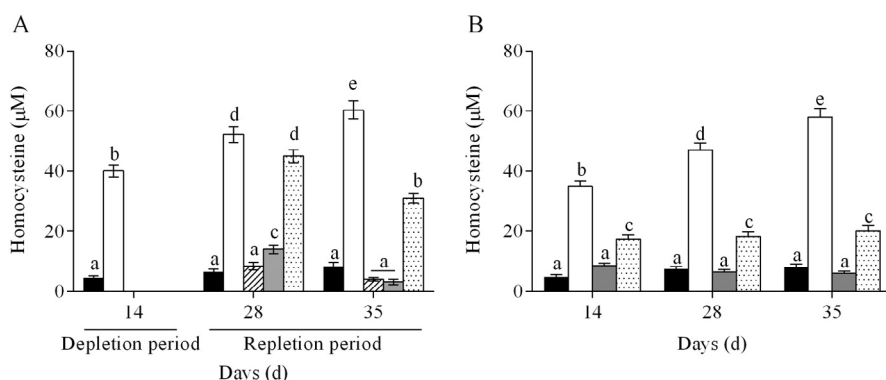 A
Homocysteine (µM)
80
60
40
20
0
a
b
a
d
a
c
d
a
e
a
b
14
28
35
Depletion period
Repletion period
Days (d)
B
Homocysteine (µM)
80
60
40
20
0
a
b
a
c
a
d
a
c
a
e
a
c
14
28
35
Days (d)